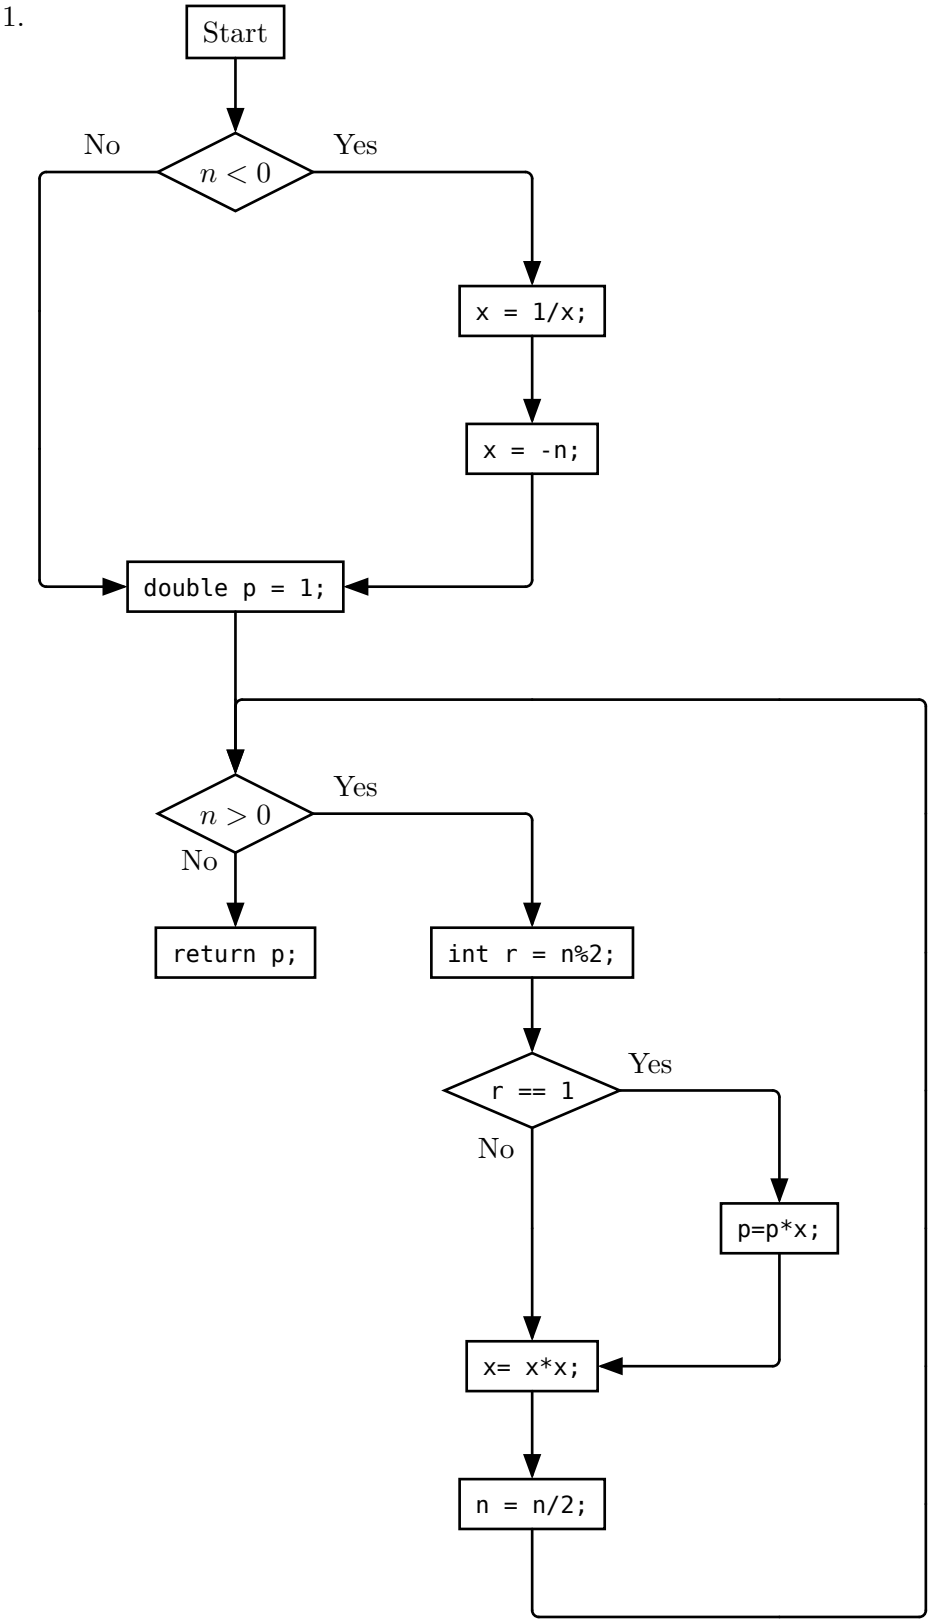 1.
Start
No
Yes
n < 0
x = 1/x;
x = -n;
double p = 1;
Yes
n > 0
No
return p;
int r = n%2;
Yes
r == 1
No
p=p*x;
x= x*x;
n = n/2;